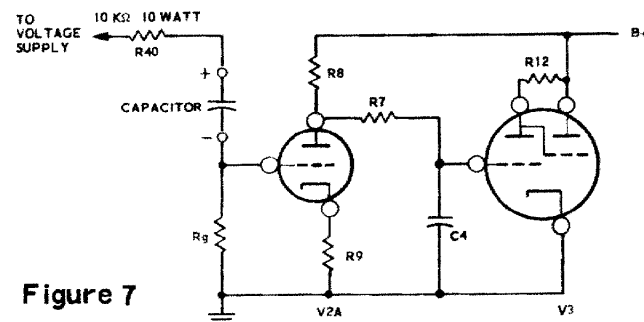 TO
VOLTAGE
SUPPLY
10 KΩ 10 WATT
R40
+
CAPACITOR
−
Rg
R8
R7
R9
C4
R12
V2A
V3
Figure 7